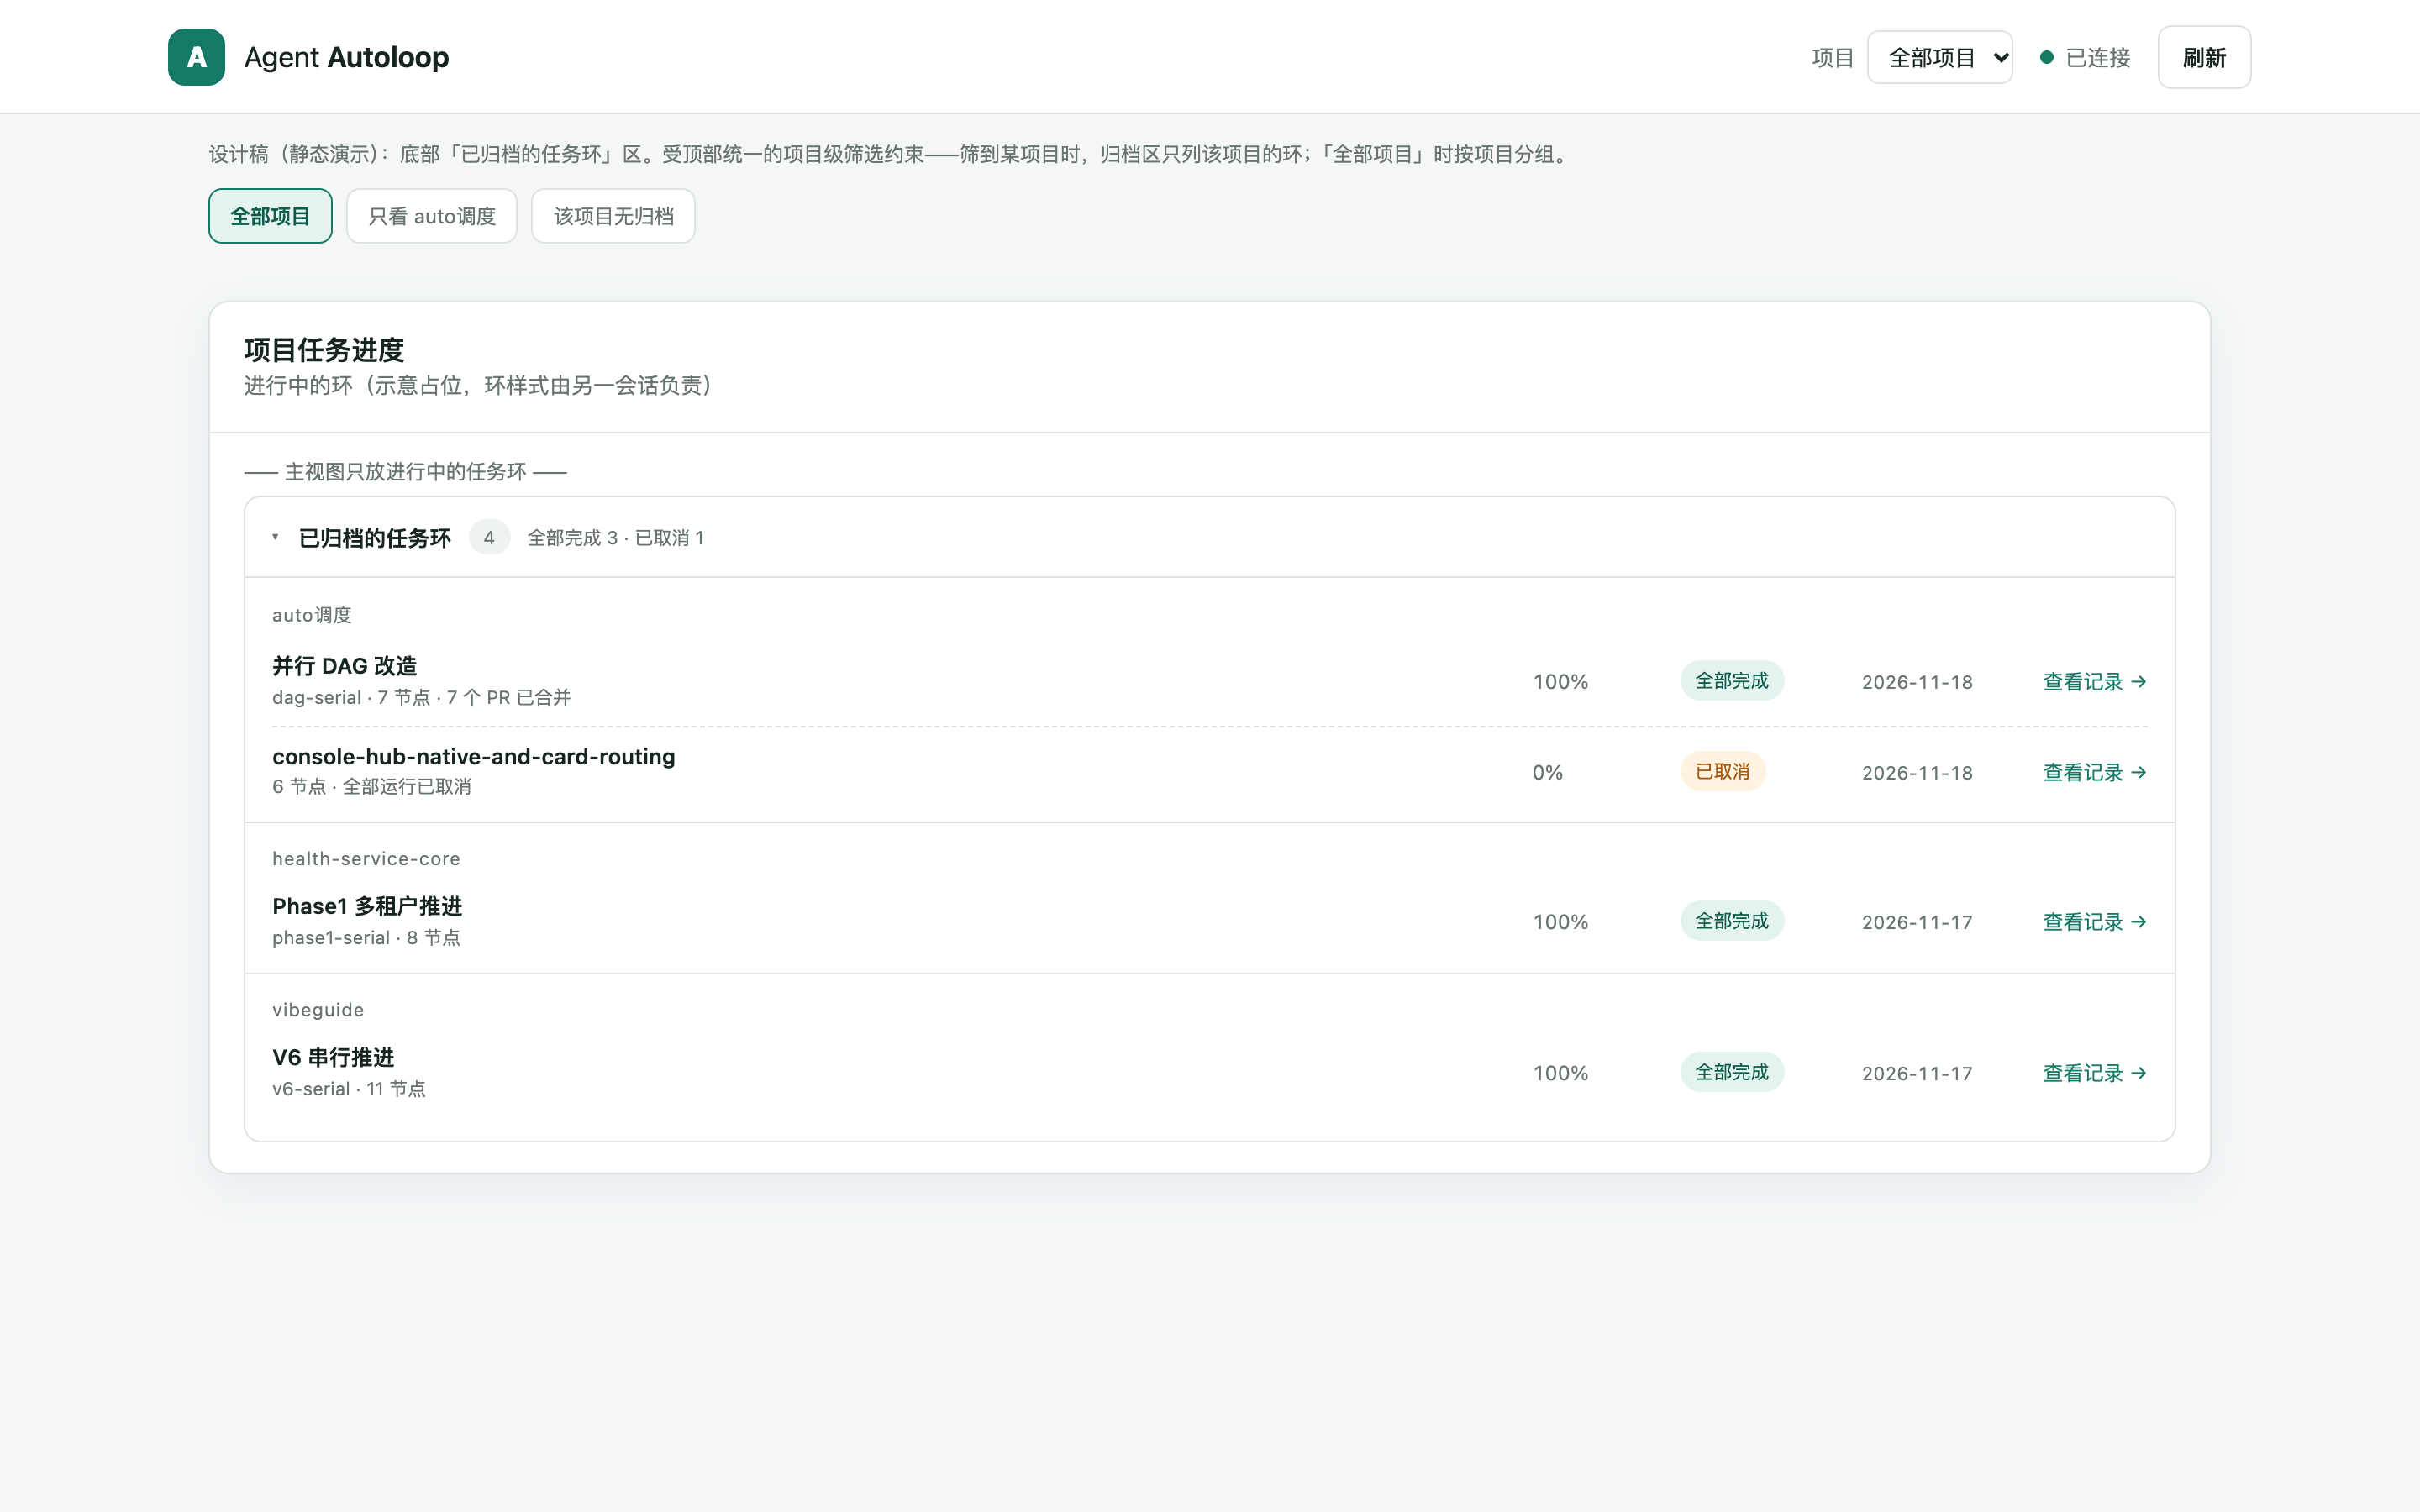 A
Agent Autoloop
项目 全部项目 已连接 刷新
设计稿（静态演示）：底部「已归档的任务环」区。受顶部统一的项目级筛选约束——筛到某项目时，归档区只列该项目的环；「全部项目」时按项目分组。
全部项目 只看 auto调度 该项目无归档
项目任务进度
进行中的环（示意占位，环样式由另一会话负责）
—— 主视图只放进行中的任务环 ——
▾ 已归档的任务环 4 全部完成 3 · 已取消 1
auto调度
并行 DAG 改造
dag-serial · 7 节点 · 7 个 PR 已合并
100% 全部完成 2026-11-18 查看记录 →
console-hub-native-and-card-routing
6 节点 · 全部运行已取消
0% 已取消 2026-11-18 查看记录 →
health-service-core
Phase1 多租户推进
phase1-serial · 8 节点
100% 全部完成 2026-11-17 查看记录 →
vibeguide
V6 串行推进
v6-serial · 11 节点
100% 全部完成 2026-11-17 查看记录 →